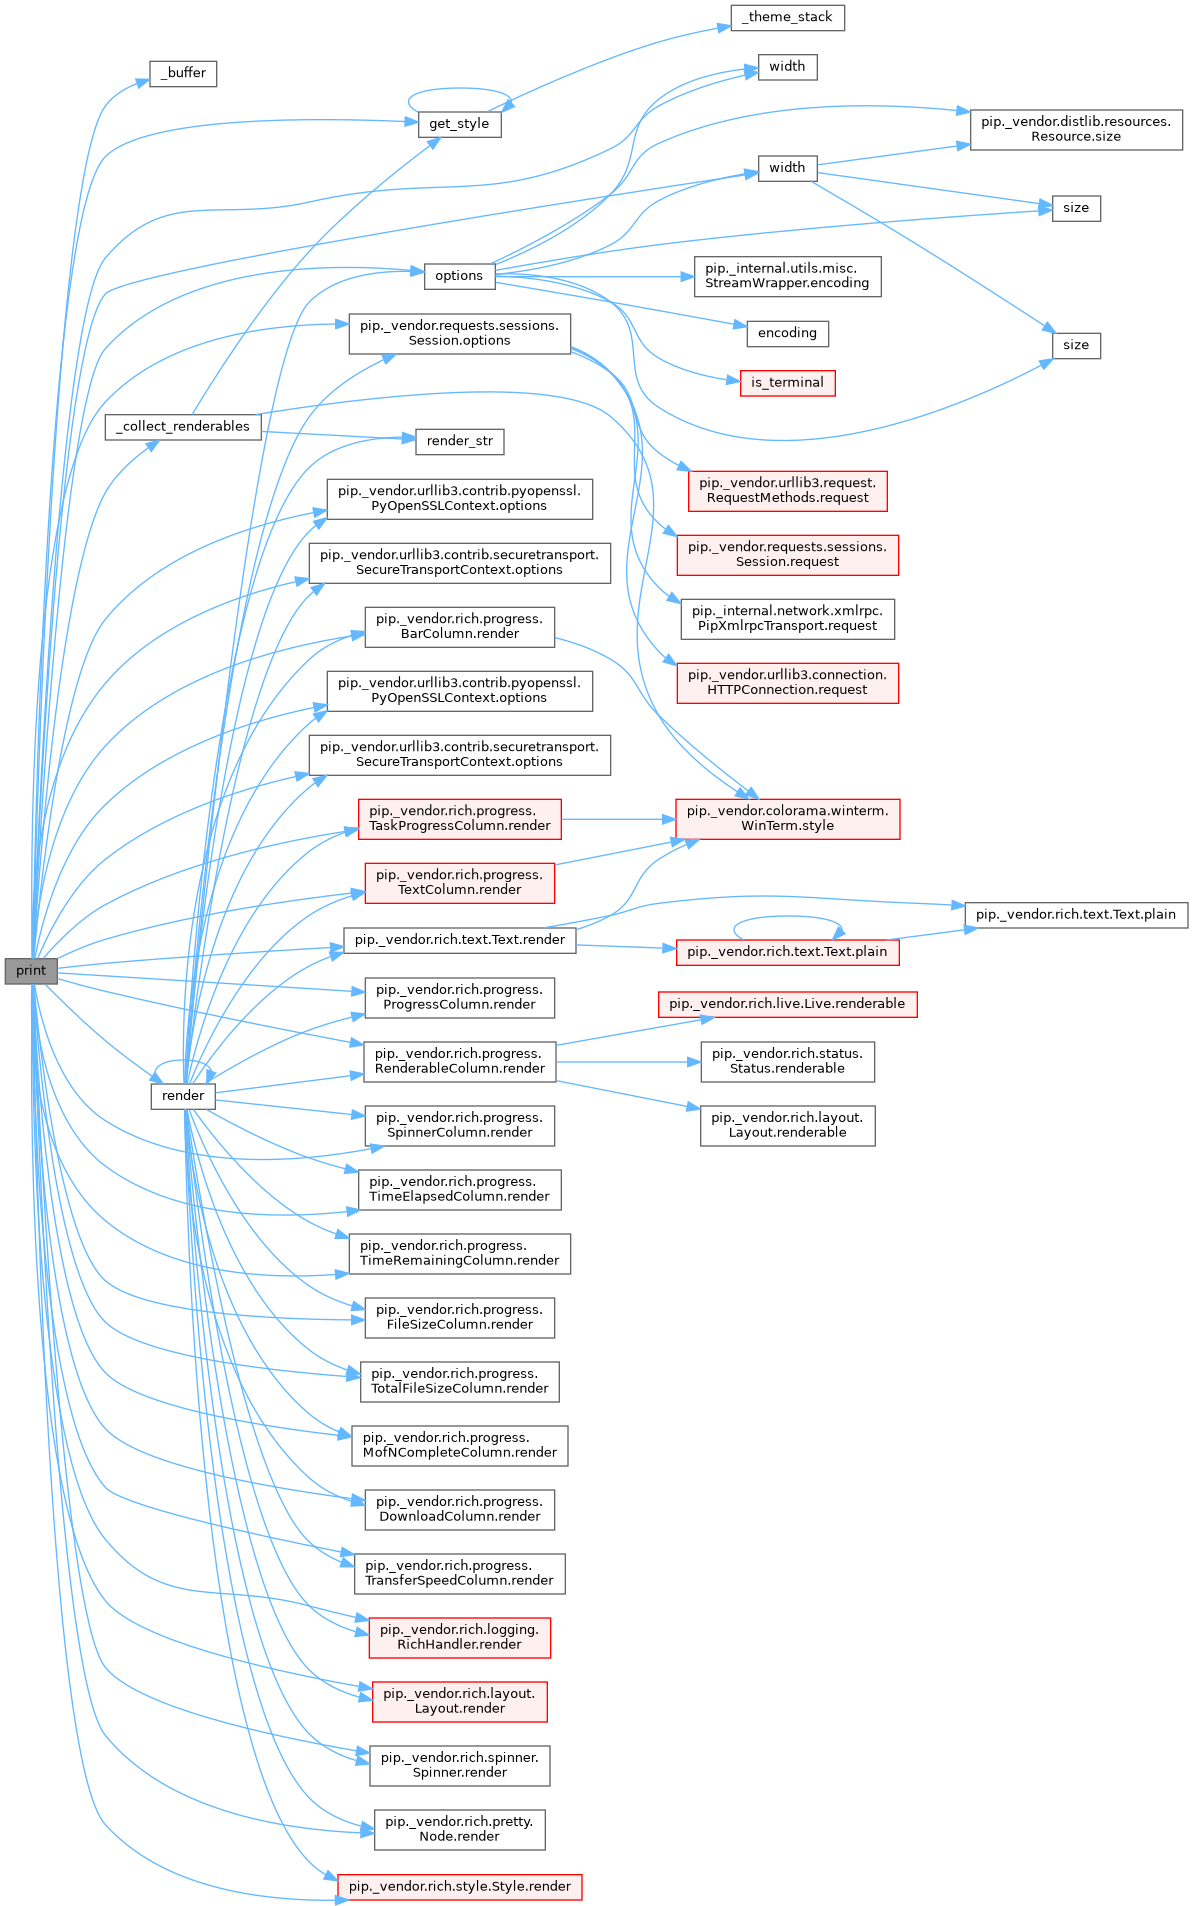 _theme_stack
width
_buffer
get_style
pip._vendor.distlib.resources.
Resource.size
width
size
options
pip._internal.utils.misc.
StreamWrapper.encoding
encoding
pip._vendor.requests.sessions.
Session.options
size
is_terminal
_collect_renderables
render_str
pip._vendor.urllib3.request.
RequestMethods.request
pip._vendor.urllib3.contrib.pyopenssl.
PyOpenSSLContext.options
pip._vendor.requests.sessions.
Session.request
pip._vendor.urllib3.contrib.securetransport.
SecureTransportContext.options
pip._internal.network.xmlrpc.
PipXmlrpcTransport.request
pip._vendor.rich.progress.
BarColumn.render
pip._vendor.urllib3.connection.
HTTPConnection.request
pip._vendor.urllib3.contrib.pyopenssl.
PyOpenSSLContext.options
pip._vendor.urllib3.contrib.securetransport.
SecureTransportContext.options
pip._vendor.rich.progress.
TaskProgressColumn.render
pip._vendor.colorama.winterm.
WinTerm.style
pip._vendor.rich.progress.
TextColumn.render
pip._vendor.rich.text.Text.plain
pip._vendor.rich.text.Text.render
pip._vendor.rich.text.Text.plain
print
pip._vendor.rich.progress.
ProgressColumn.render
pip._vendor.rich.live.Live.renderable
pip._vendor.rich.progress.
RenderableColumn.render
pip._vendor.rich.status.
Status.renderable
render
pip._vendor.rich.progress.
SpinnerColumn.render
pip._vendor.rich.layout.
Layout.renderable
pip._vendor.rich.progress.
TimeElapsedColumn.render
pip._vendor.rich.progress.
TimeRemainingColumn.render
pip._vendor.rich.progress.
FileSizeColumn.render
pip._vendor.rich.progress.
TotalFileSizeColumn.render
pip._vendor.rich.progress.
MofNCompleteColumn.render
pip._vendor.rich.progress.
DownloadColumn.render
pip._vendor.rich.progress.
TransferSpeedColumn.render
pip._vendor.rich.logging.
RichHandler.render
pip._vendor.rich.layout.
Layout.render
pip._vendor.rich.spinner.
Spinner.render
pip._vendor.rich.pretty.
Node.render
pip._vendor.rich.style.Style.render